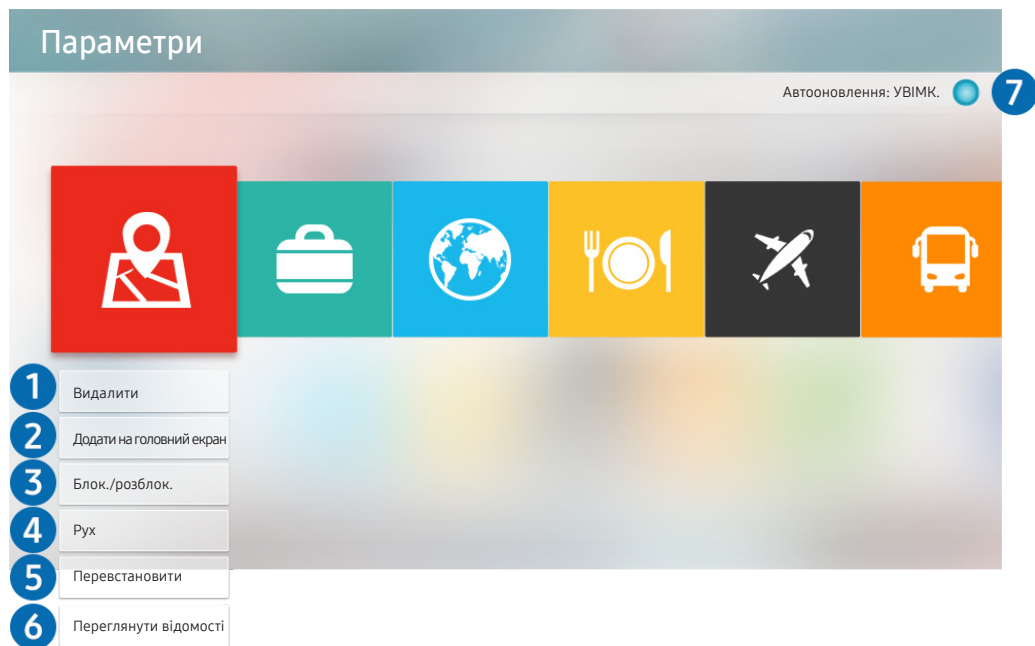 Параметри
Автооновлення: УВІМК.
7
1
Видалити
2
Додати на головний екран
3
Блок./розблок.
4
Рух
5
Перевстановити
6
Переглянути відомості